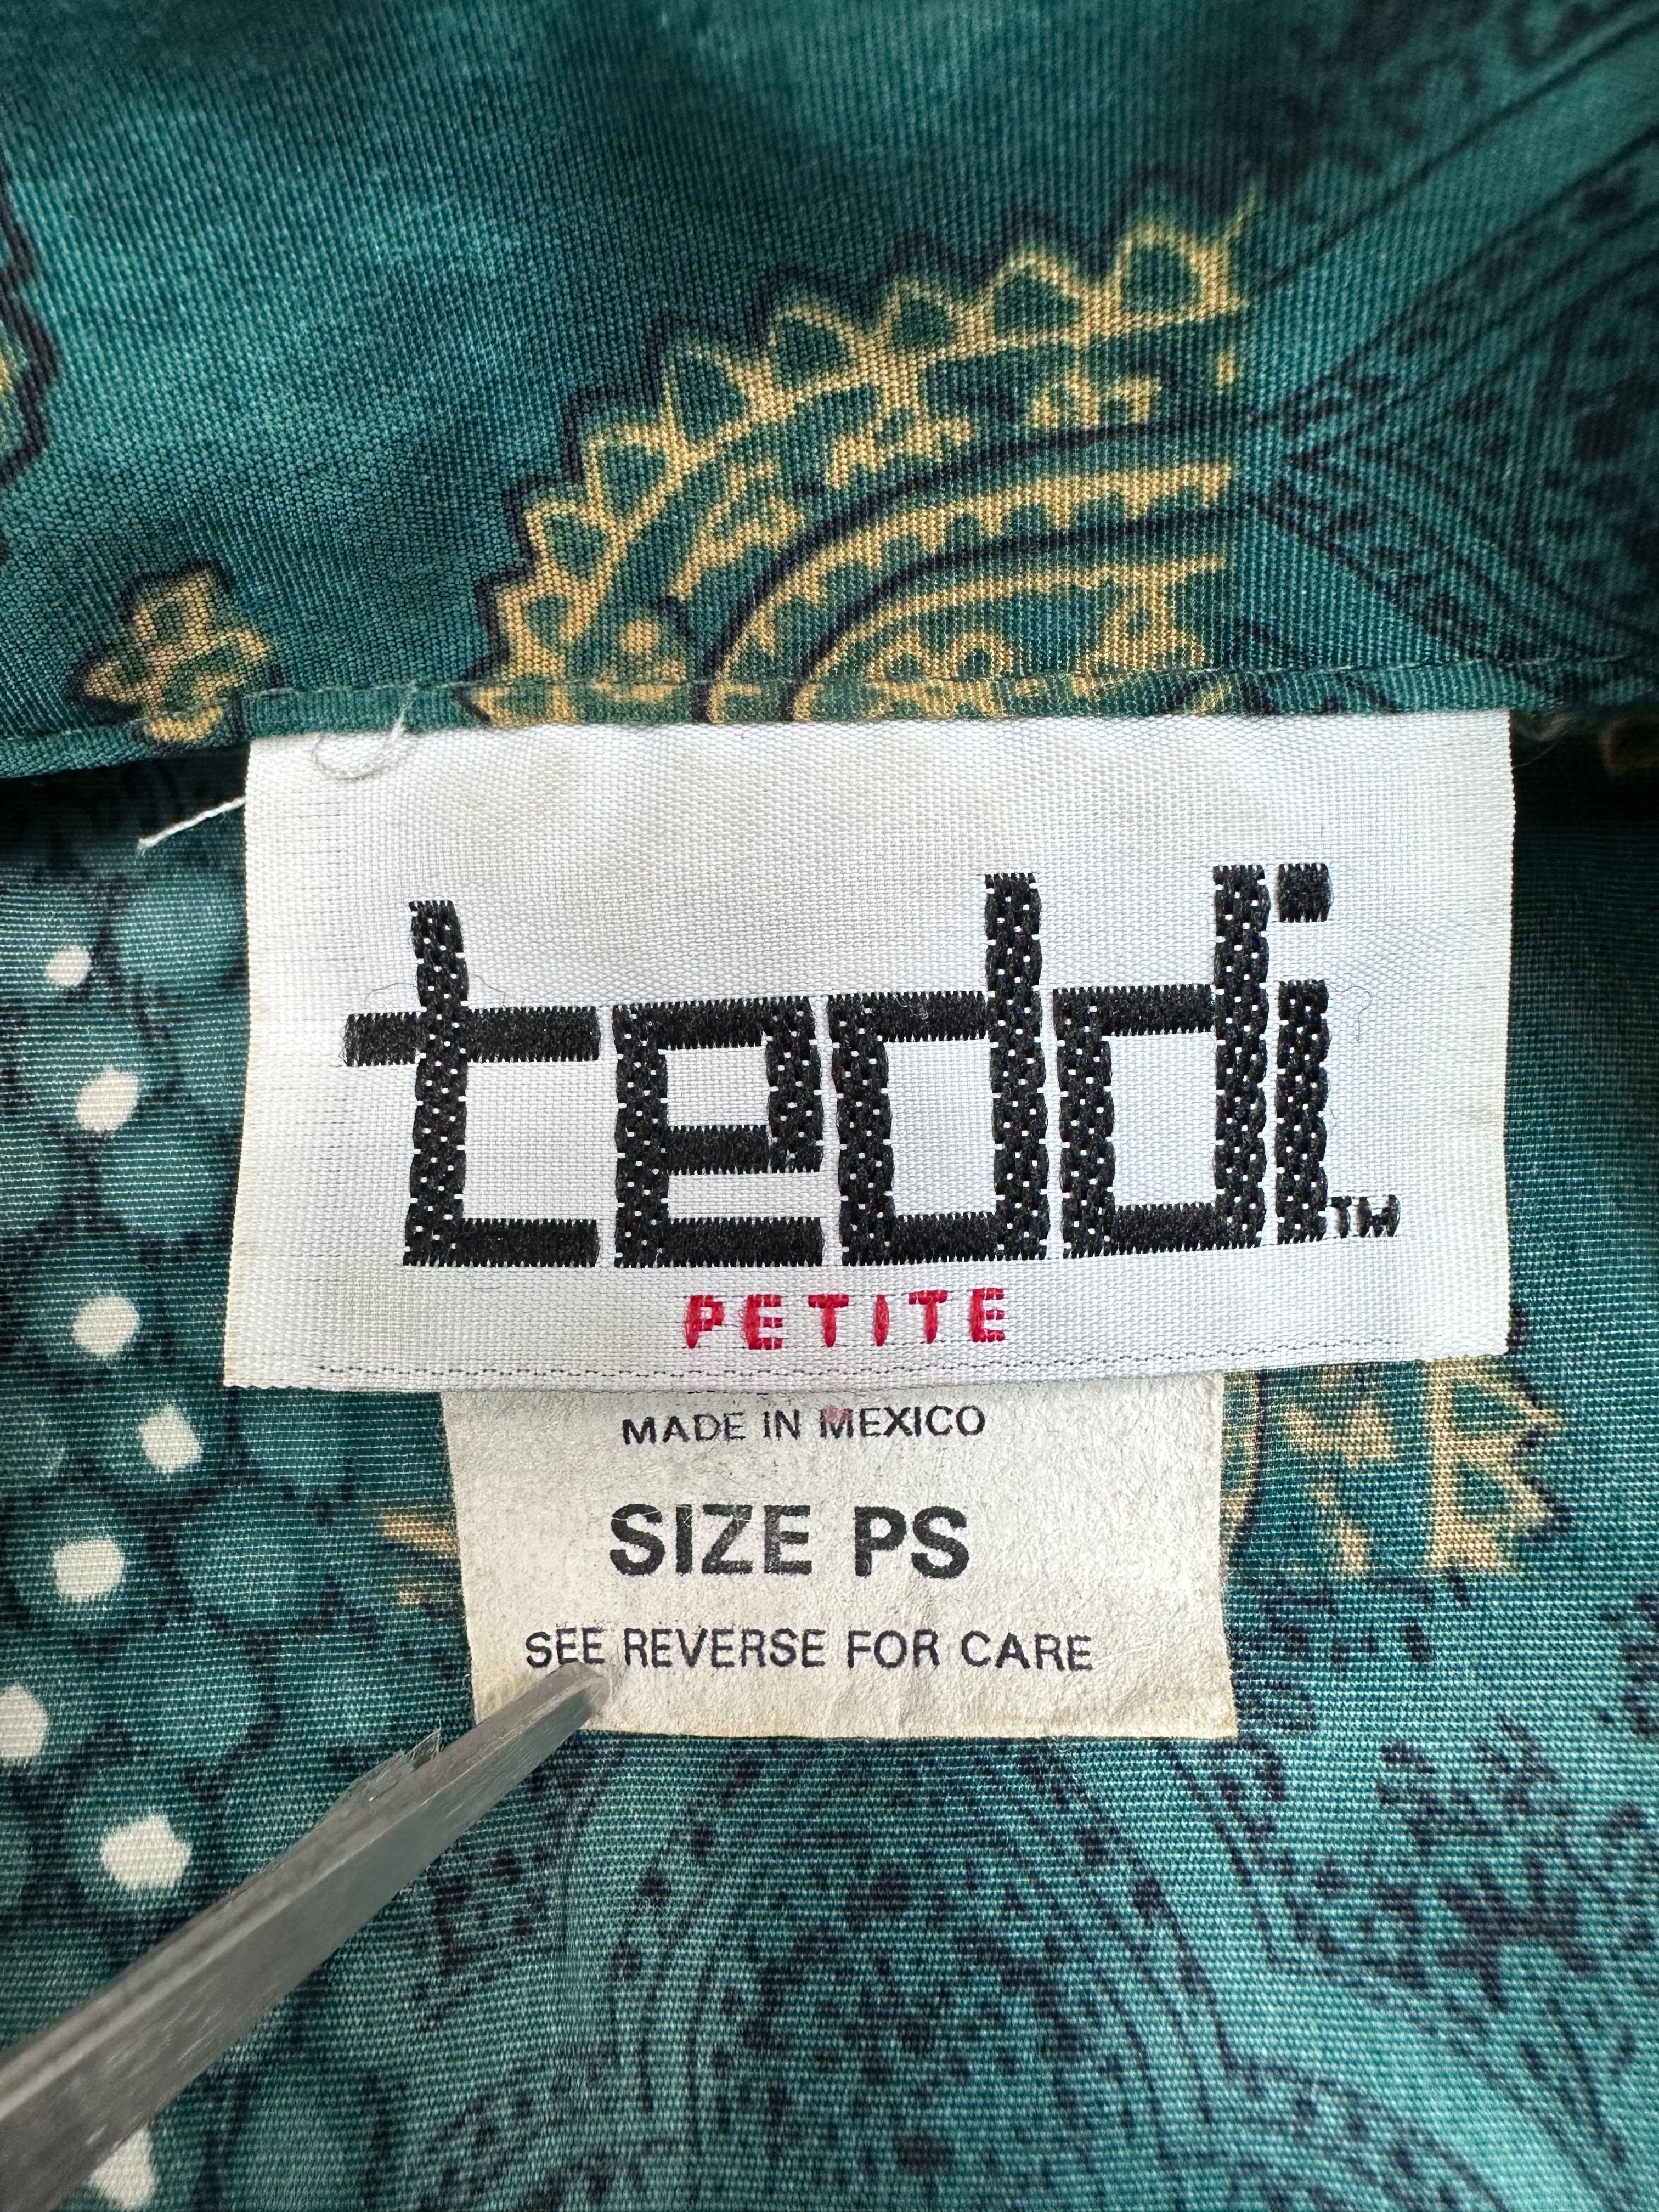 teddi™
PETITE
MADE IN MEXICO
SIZE PS
SEE REVERSE FOR CARE